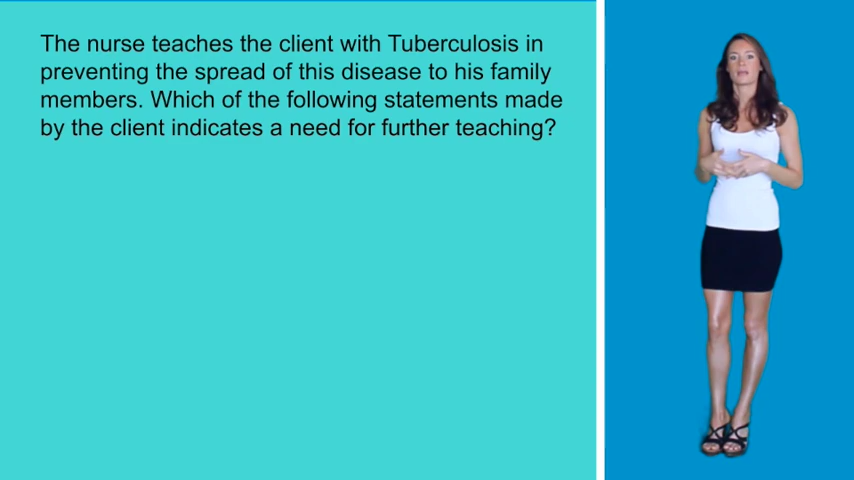 The nurse teaches the client with Tuberculosis in
preventing the spread of this disease to his family
members. Which of the following statements made
by the client indicates a need for further teaching?